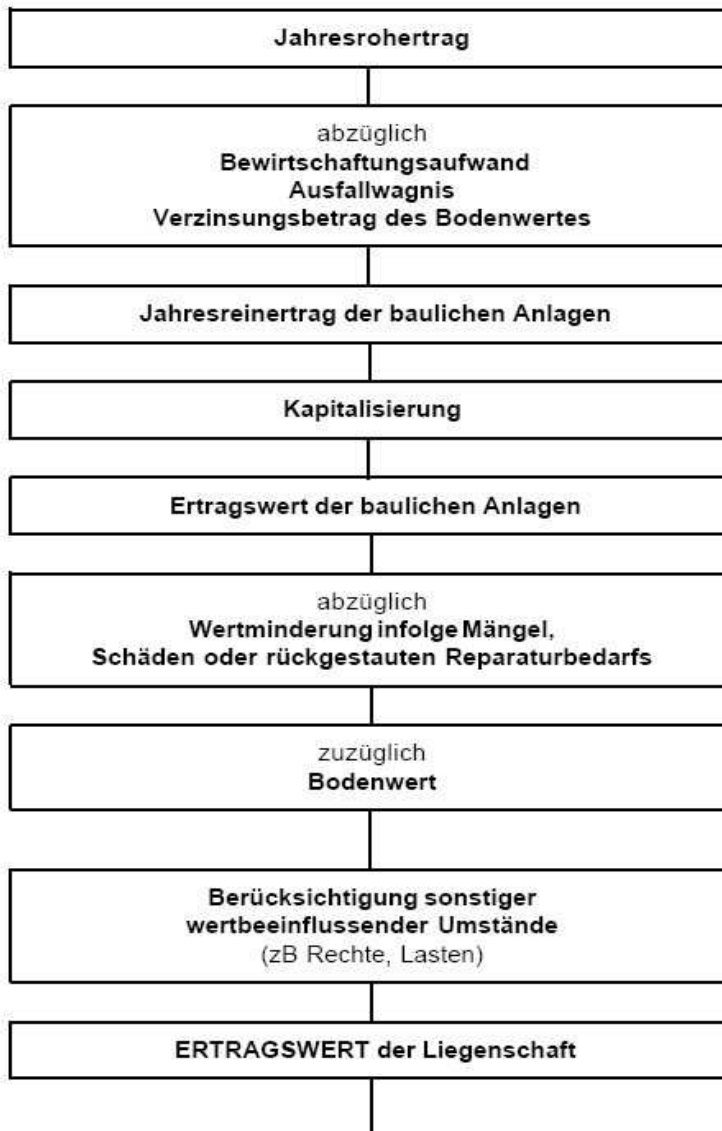 Jahresrohertrag
abzüglich
Bewirtschaftungsaufwand
Ausfallwagnis
Verzinsungsbetrag des Bodenwertes
Jahresreinertrag der baulichen Anlagen
Kapitalisierung
Ertragswert der baulichen Anlagen
abzüglich
Wertminderung infolge Mängel,
Schäden oder rückgestauten Reparaturbedarfs
zuzüglich
Bodenwert
Berücksichtigung sonstiger
wertbeeinflussender Umstände
(zB Rechte, Lasten)
ERTRAGSWERT der Liegenschaft